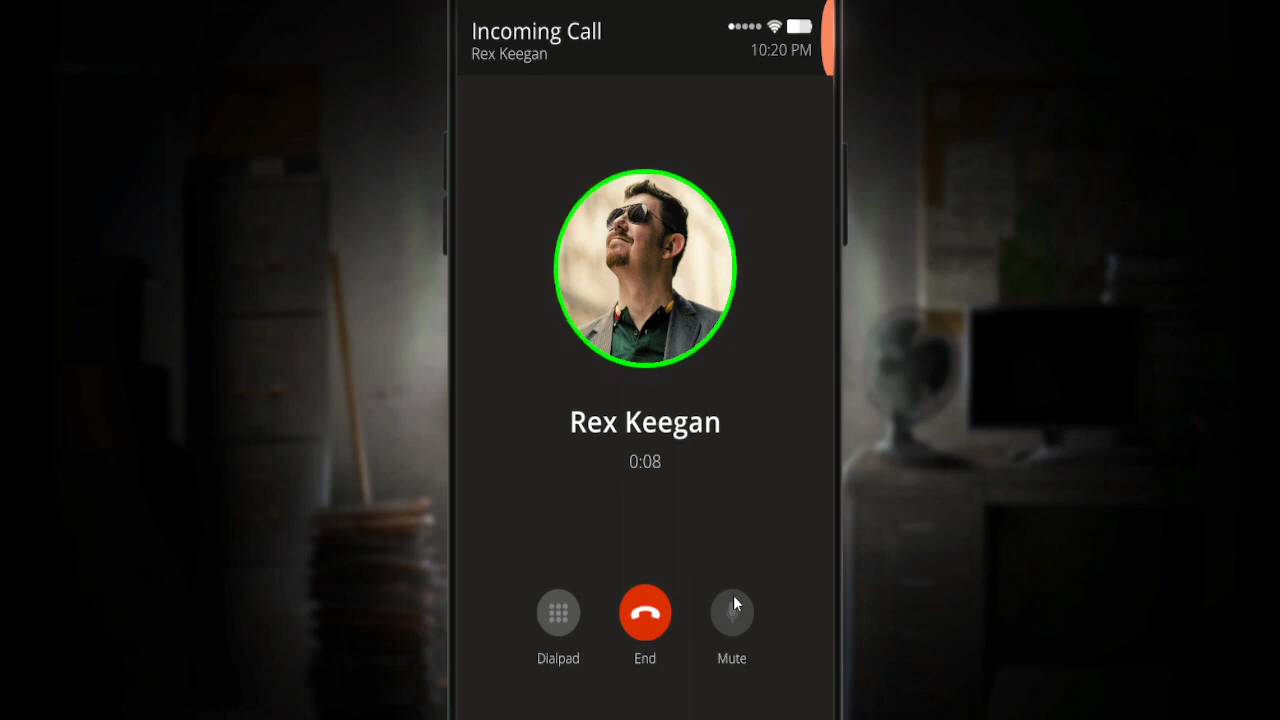 Incoming Call
Rex Keegan
10:20 PM
Rex Keegan
0:08
Dialpad
End
Mute